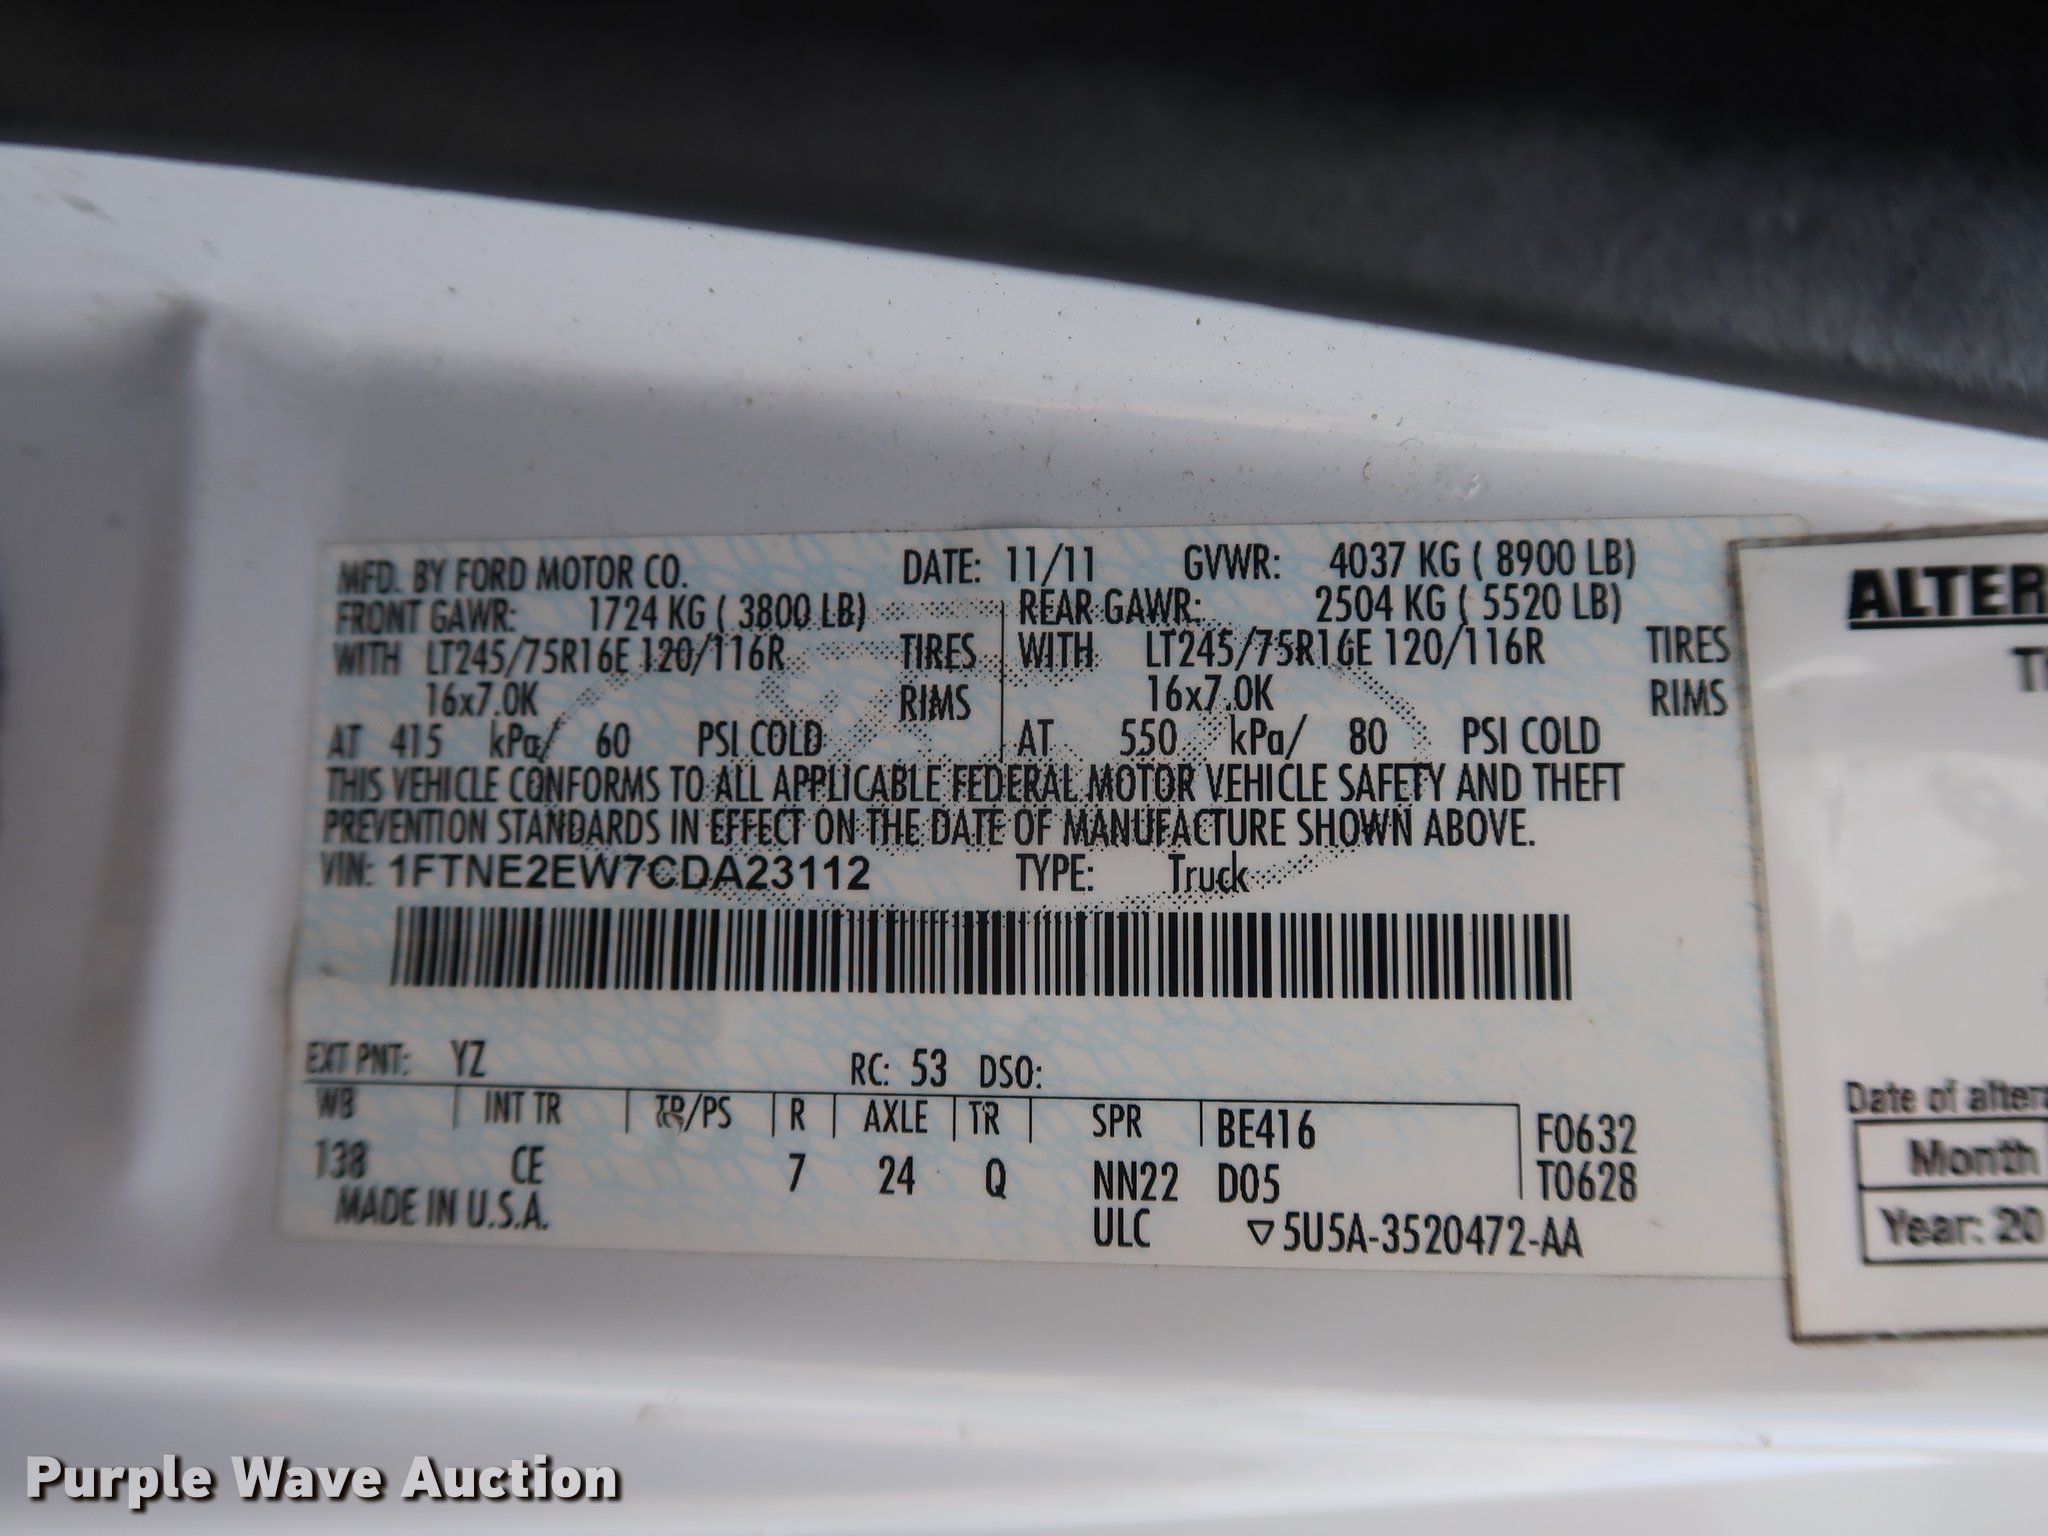 MFD. BY FORD MOTOR CO. DATE: 11/11 GVWR: 4037 KG ( 8900 LB)
FRONT GAWR: 1724 KG ( 3800 LB) REAR GAWR: 2504 KG ( 5520 LB)
WITH LT245/75R16E 120/116R TIRES WITH LT245/75R16E 120/116R TIRES
16x7.0K RIMS 16x7.0K RIMS
AT 415 kPa/ 60 PSI COLD AT 550 kPa/ 80 PSI COLD
THIS VEHICLE CONFORMS TO ALL APPLICABLE FEDERAL MOTOR VEHICLE SAFETY AND THEFT
PREVENTION STANDARDS IN EFFECT ON THE DATE OF MANUFACTURE SHOWN ABOVE.
VIN: 1FTNE2EW7CDA23112 TYPE: Truck
EXT PNT: YZ RC: 53 DSO:
WB INT TR TP/PS R AXLE TR SPR BE416 F0632
138 CE 7 24 Q NN22 D05 T0628
MADE IN U.S.A. ULC ▽5U5A-3520472-AA
ALTER
Date of altera
Month
Year: 20
Purple Wave Auction